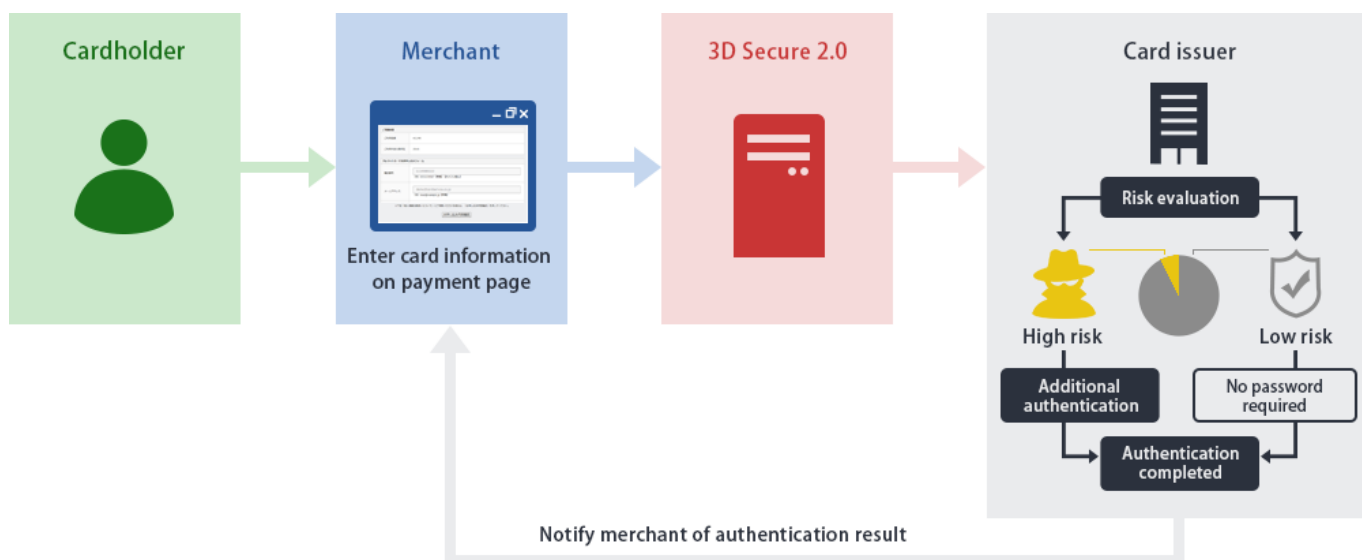 Cardholder
Merchant
3D Secure 2.0
Card issuer
Enter card information
on payment page
Risk evaluation
High risk
Low risk
Additional
authentication
No password
required
Authentication
completed
Notify merchant of authentication result